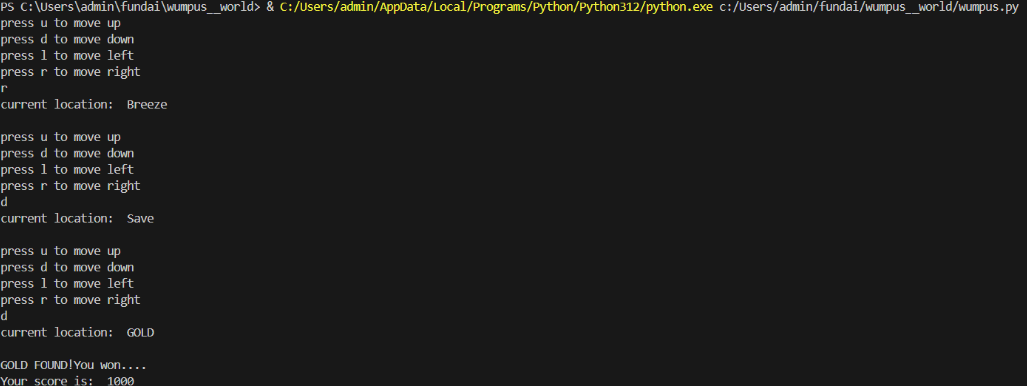 PS C:\Users\admin\fundai\wumpus__world> & C:/Users/admin/AppData/Local/Programs/Python/Python312/python.exe c:/Users/admin/fundai/wumpus__world/wumpus.py
press u to move up
press d to move down
press l to move left
press r to move right
r
current location:  Breeze
press u to move up
press d to move down
press l to move left
press r to move right
d
current location:  Save
press u to move up
press d to move down
press l to move left
press r to move right
d
current location:  GOLD
GOLD FOUND!You won....
Your score is:  1000